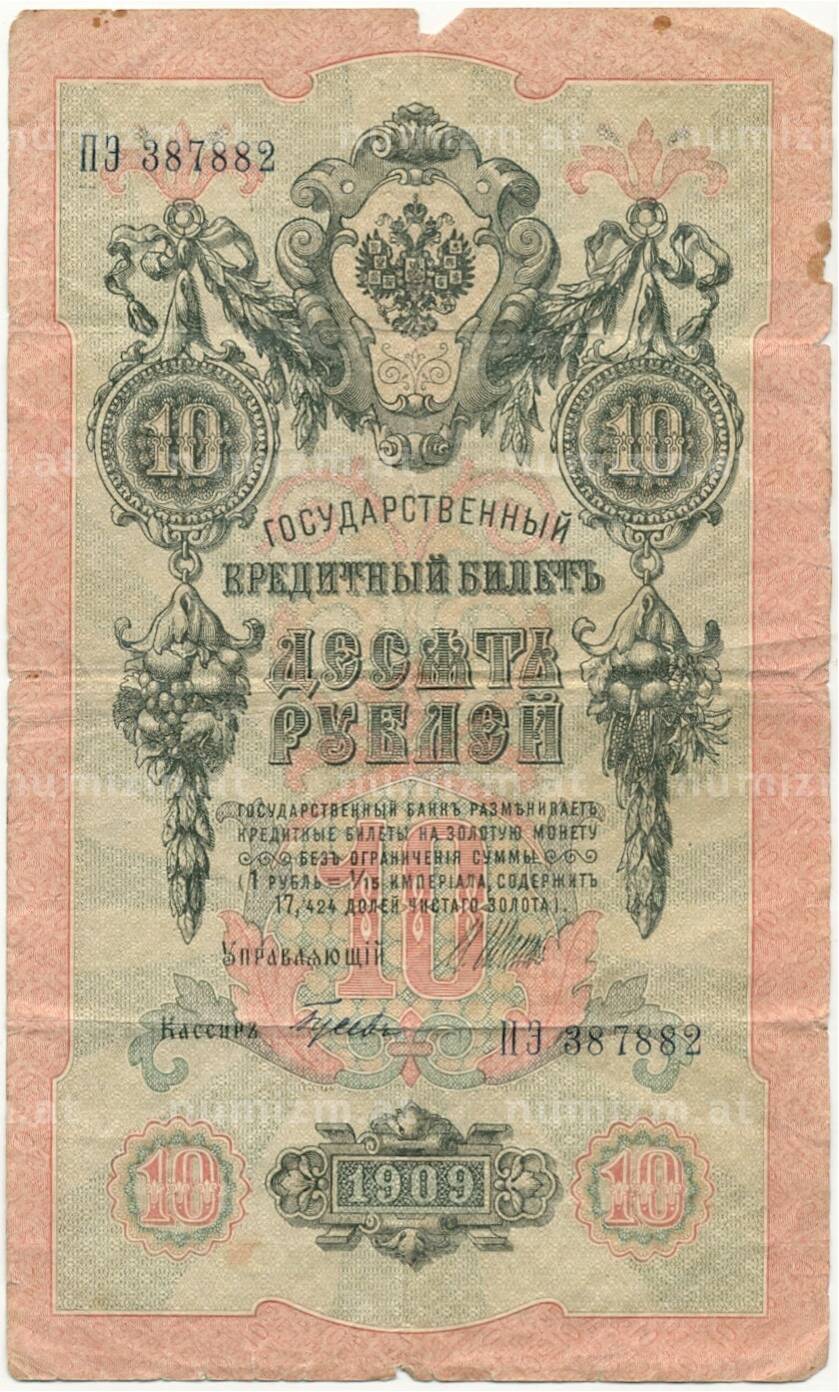 ПЭ 387882
10 10
ГОСУДАРСТВЕННЫЙ
КРЕДИТНЫЙ БИЛЕТЪ
ДЕСЯТЬ
РУБЛЕЙ
ГОСУДАРСТВЕННЫЙ БАНКЪ РАЗМѢНИВАЕТЪ
КРЕДИТНЫЕ БИЛЕТЫ НА ЗОЛОТУЮ МОНЕТУ
БЕЗЪ ОГРАНИЧЕНІЯ СУММЫ
(1 РУБЛЬ = 1/15 ИМПЕРІАЛА, СОДЕРЖИТЪ
17,424 ДОЛЕЙ ЧИСТАГО ЗОЛОТА).
10
УПРАВЛЯЮЩІЙ
Кассиръ
ПЭ 387882
10 1909 10
numizm.at